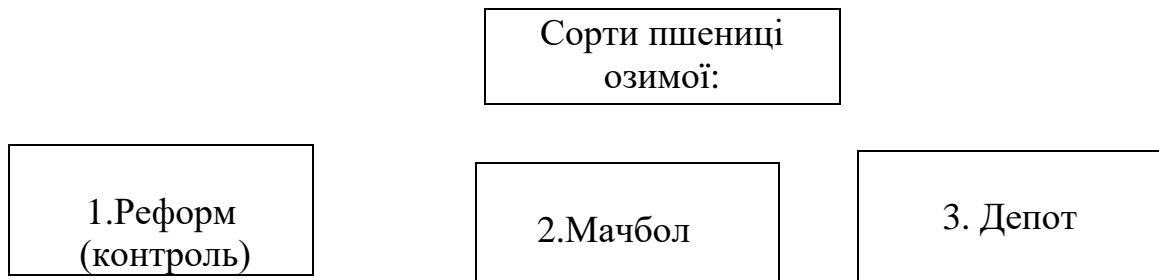 Сорти пшениці
озимої:
1.Реформ
(контроль)
2.Мачбол
3. Депот